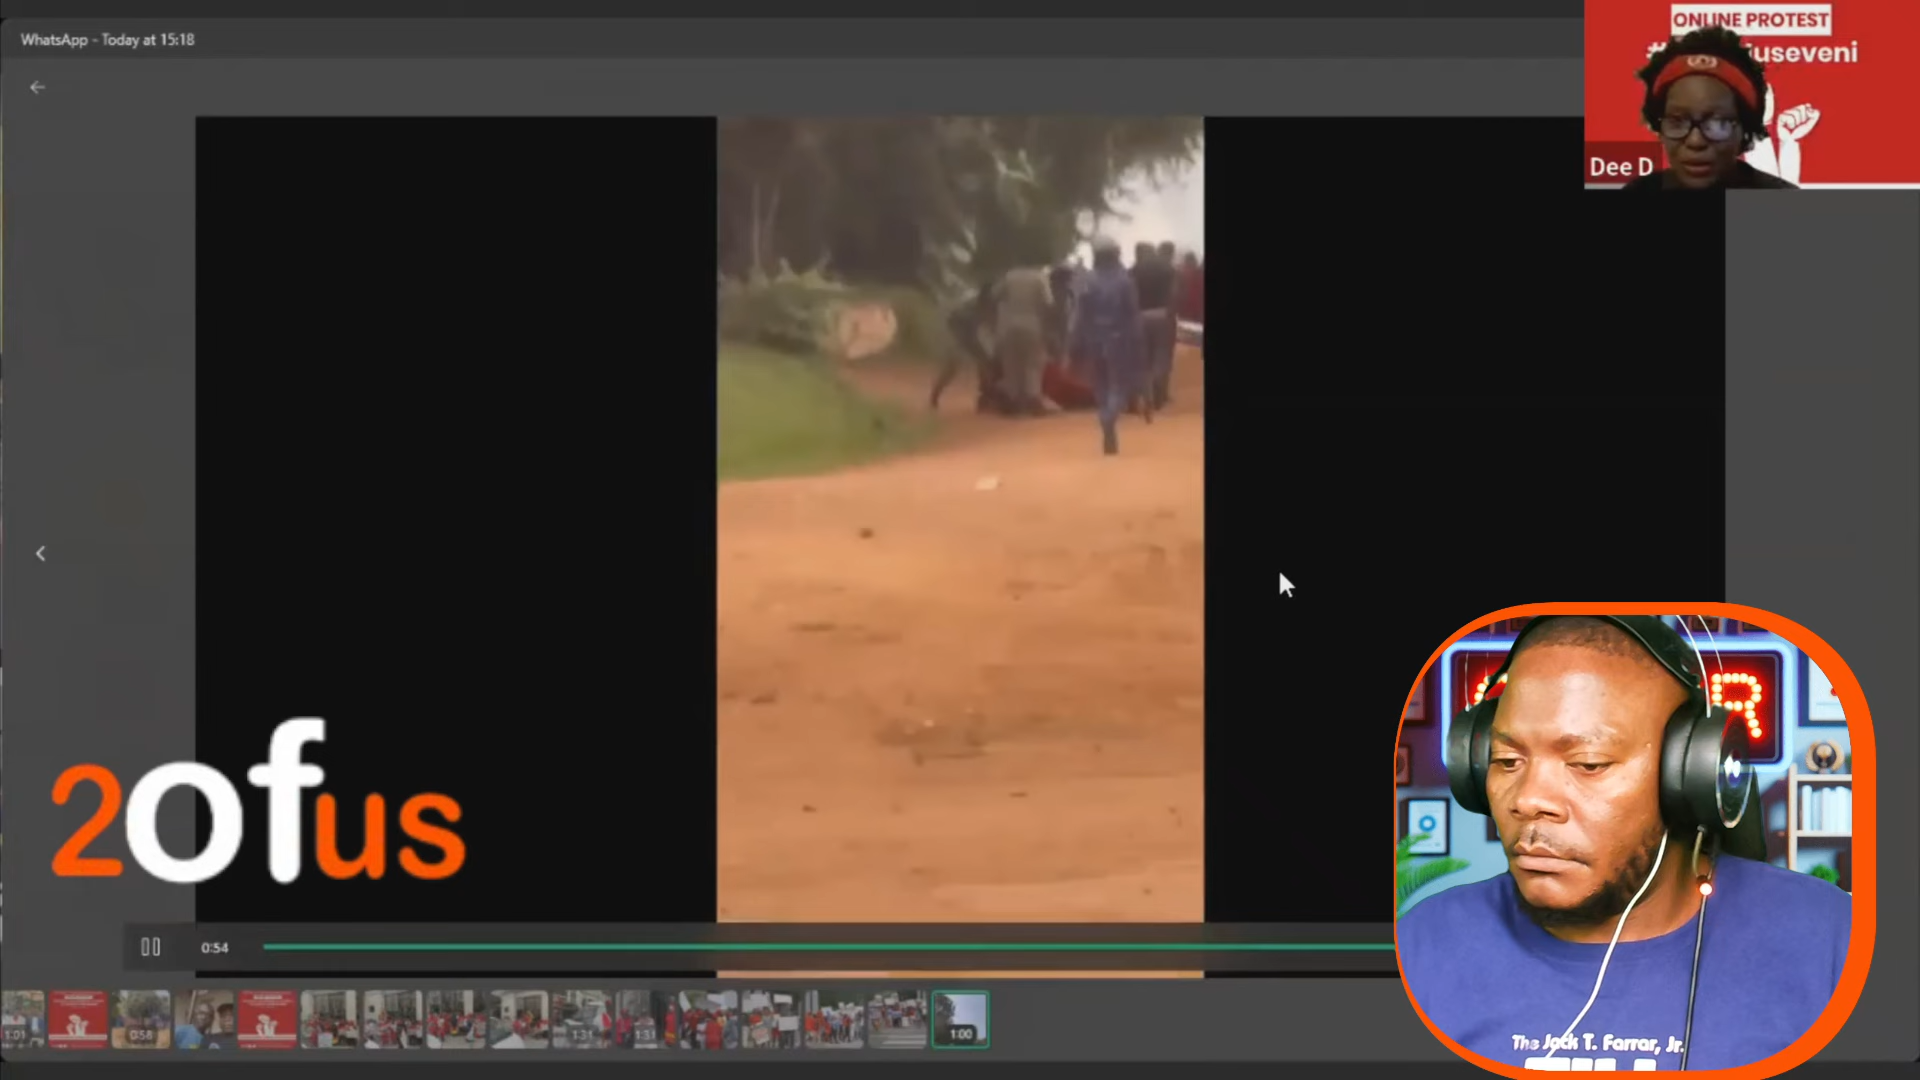 WhatsApp - Today at 15:18
ONLINE PROTEST
useveni
Dee D
2Ofus
0:54
1:01
0:58
1:31
1:31
1:00
R
The Jack T. Farrar, Jr.